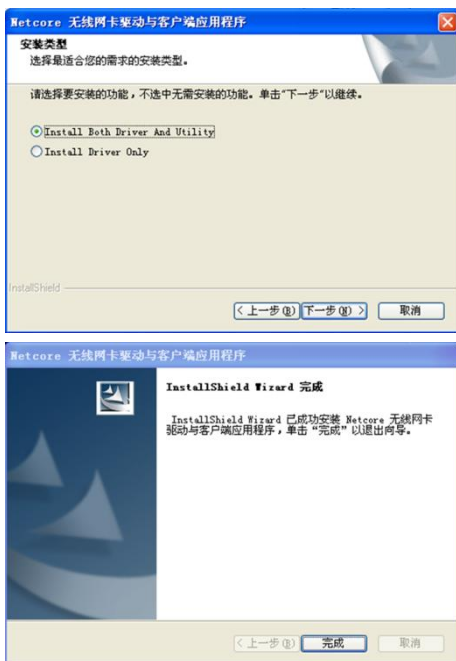 Netcore 无线网卡驱动与客户端应用程序
安装类型
选择最适合您的需求的安装类型。
请选择要安装的功能，不选中无需安装的功能。单击“下一步”以继续。
Install Both Driver And Utility
Install Driver Only
InstallShield
< 上一步(B) 下一步(N) > 取消
Netcore 无线网卡驱动与客户端应用程序
InstallShield Wizard 完成
InstallShield Wizard 已成功安装 Netcore 无线网卡
驱动与客户端应用程序，单击“完成”以退出向导。
< 上一步(B) 完成 取消